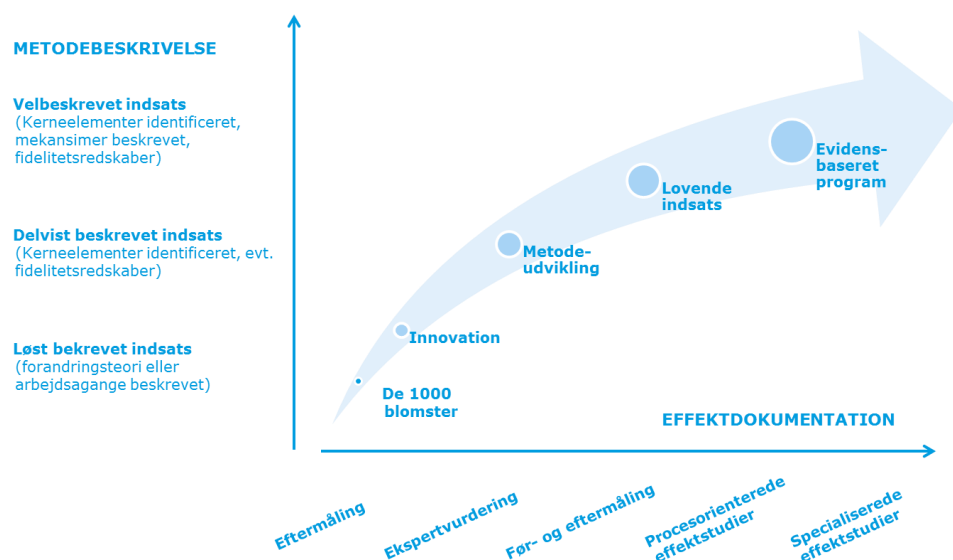 METODEBESKRIVELSE
Velbeskrevet indsats
(Kerneelementer identificeret,
mekansimer beskrevet,
fidelitetsredskaber)
Delvist beskrevet indsats
(Kerneelementer identificeret, evt.
fidelitetsredskaber)
Løst bekrevet indsats
(forandringsteori eller
arbejdsagange beskrevet)
Evidens-
baseret
program
Lovende
indsats
Metode-
udvikling
Innovation
De 1000
blomster
EFFEKTDOKUMENTATION
Eftermåling
Ekspertvurdering
Før- og eftermåling
Procesorienterede
effektstudier
Specialiserede
effektstudier